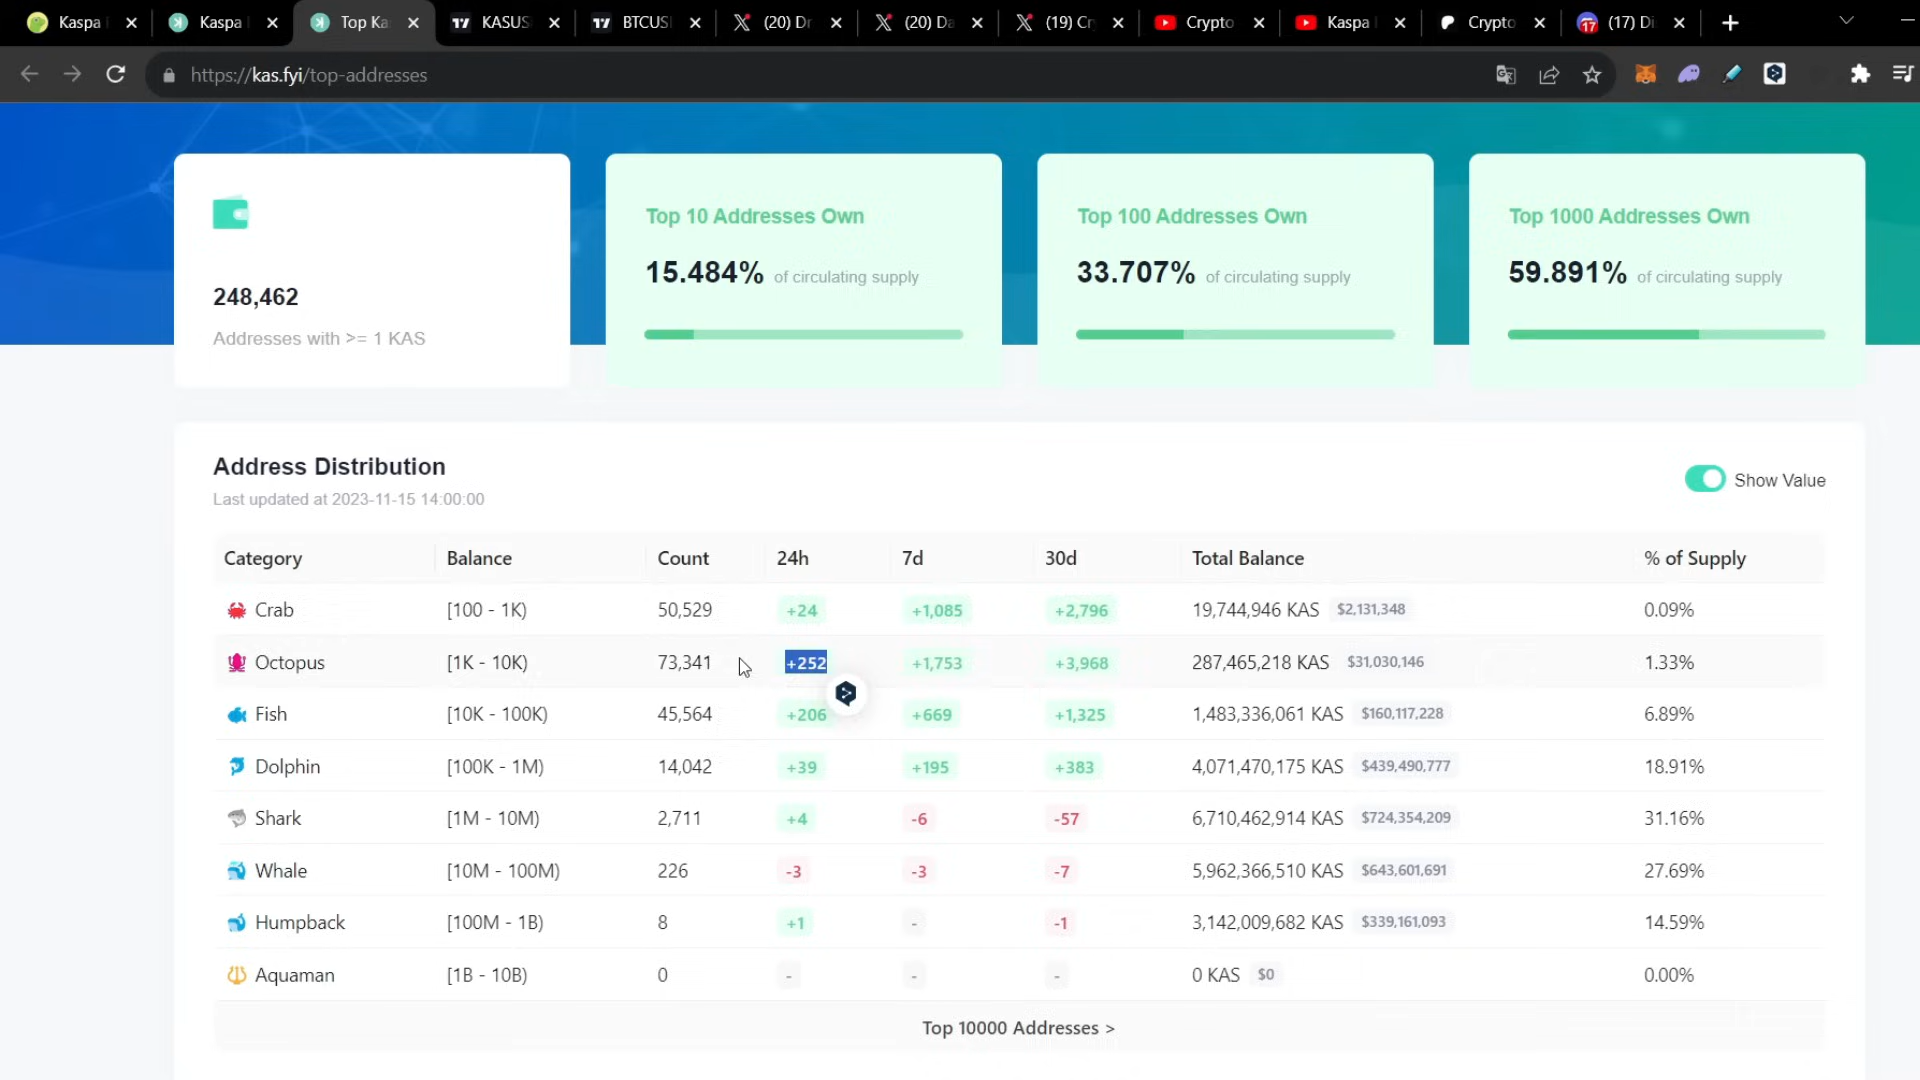 Kaspa
Kaspa
Top Ka
KASUS
BTCUS
(20) Dr
(20) Da
(19) Cr
Crypto
Kaspa
Crypto
17
(17) Di
https://kas.fyi/top-addresses
248,462
Addresses with >= 1 KAS
Top 10 Addresses Own
15.484% of circulating supply
Top 100 Addresses Own
33.707% of circulating supply
Top 1000 Addresses Own
59.891% of circulating supply
Address Distribution
Last updated at 2023-11-15 14:00:00
Show Value
Category Balance Count 24h 7d 30d Total Balance % of Supply
Crab [100 - 1K) 50,529 +24 +1,085 +2,796 19,744,946 KAS $2,131,348 0.09%
Octopus [1K - 10K) 73,341 +252 +1,753 +3,968 287,465,218 KAS $31,030,146 1.33%
Fish [10K - 100K) 45,564 +206 +669 +1,325 1,483,336,061 KAS $160,117,228 6.89%
Dolphin [100K - 1M) 14,042 +39 +195 +383 4,071,470,175 KAS $439,490,777 18.91%
Shark [1M - 10M) 2,711 +4 -6 -57 6,710,462,914 KAS $724,354,209 31.16%
Whale [10M - 100M) 226 -3 -3 -7 5,962,366,510 KAS $643,601,691 27.69%
Humpback [100M - 1B) 8 +1 - -1 3,142,009,682 KAS $339,161,093 14.59%
Aquaman [1B - 10B) 0 - - - 0 KAS $0 0.00%
Top 10000 Addresses >